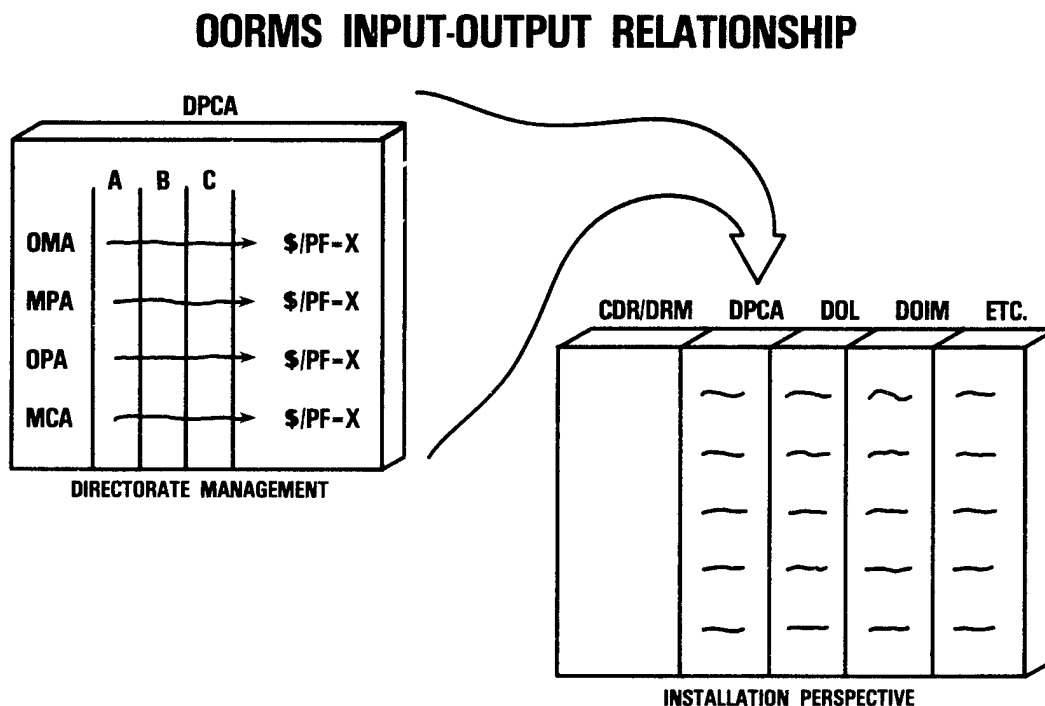 OORMS INPUT-OUTPUT RELATIONSHIP
DPCA
A B C
OMA $/PF=X
MPA $/PF=X
OPA $/PF=X
MCA $/PF=X
DIRECTORATE MANAGEMENT
CDR/DRM DPCA DOL DOIM ETC.
INSTALLATION PERSPECTIVE